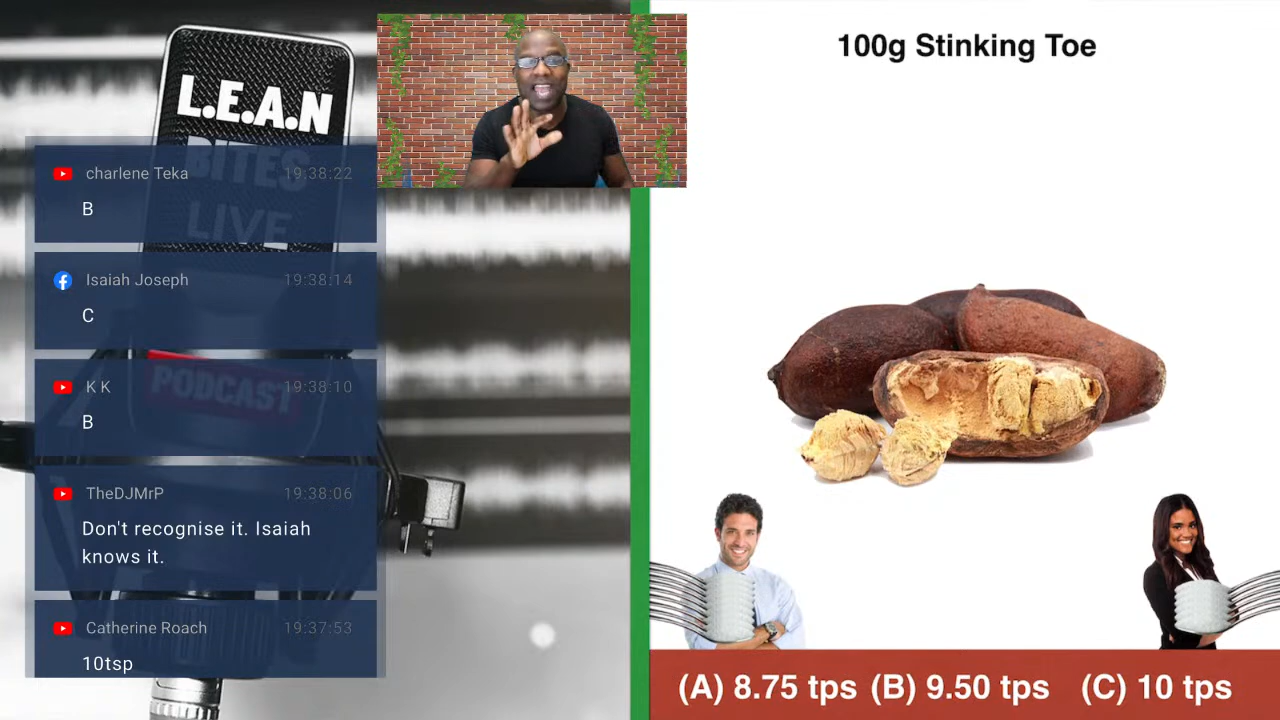 L.E.A.N
BITES
LIVE
PODCAST
charlene Teka 19:38:22
B
Isaiah Joseph 19:38:14
C
K K 19:38:10
B
TheDJMrP 19:38:06
Don't recognise it. Isaiah
knows it.
Catherine Roach 19:37:53
10tsp
100g Stinking Toe
(A) 8.75 tps (B) 9.50 tps (C) 10 tps